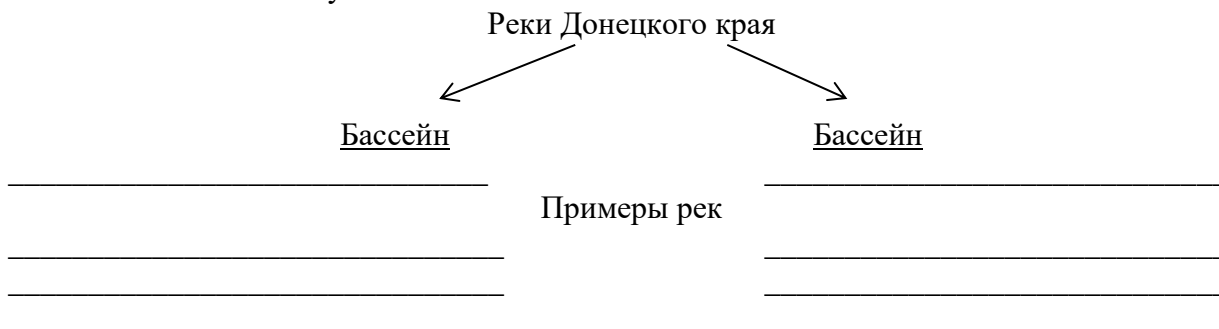 Реки Донецкого края
Бассейн Бассейн
Примеры рек